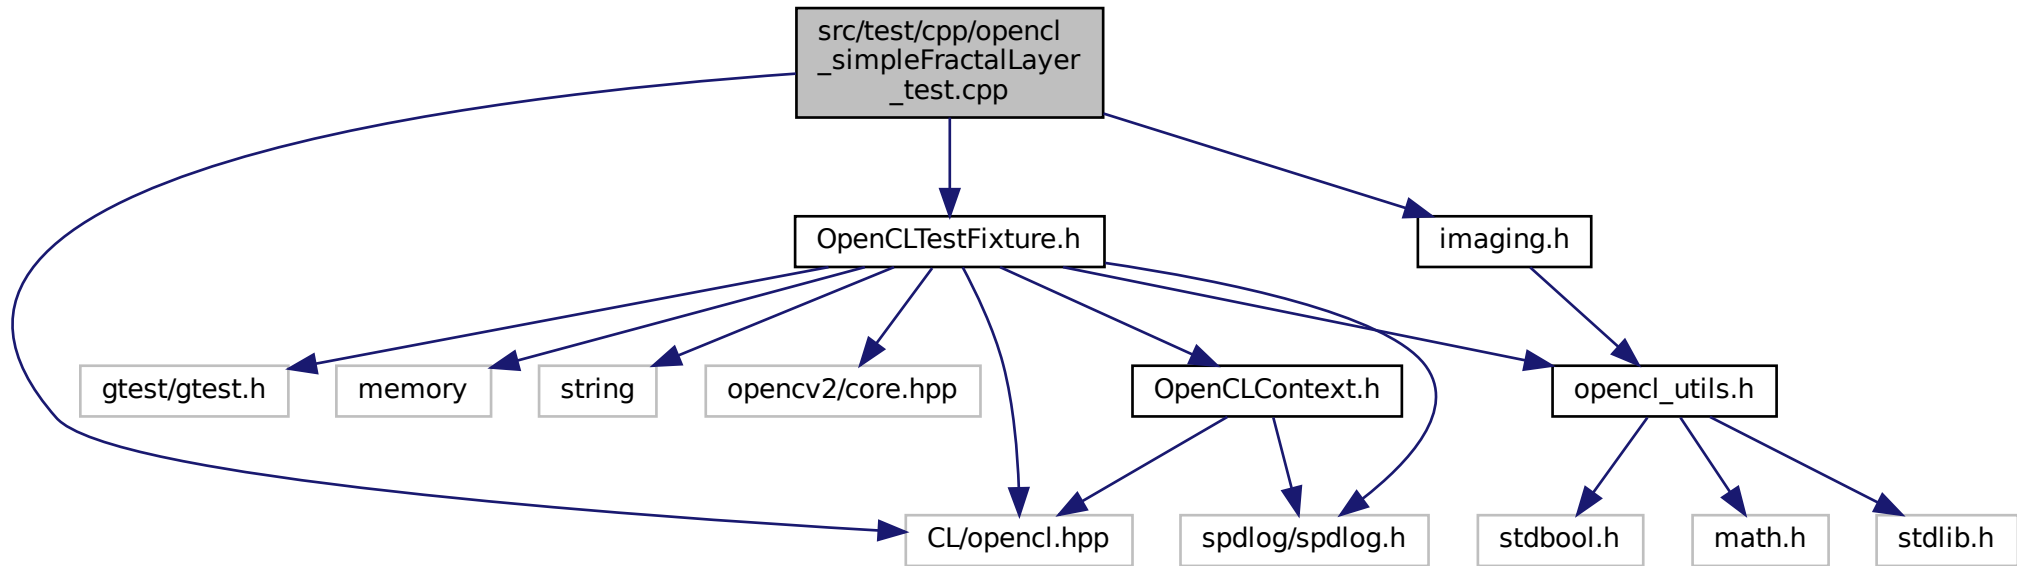 src/test/cpp/opencl
_simpleFractalLayer
_test.cpp
OpenCLTestFixture.h
imaging.h
gtest/gtest.h
memory
string
opencv2/core.hpp
OpenCLContext.h
opencl_utils.h
CL/opencl.hpp
spdlog/spdlog.h
stdbool.h
math.h
stdlib.h